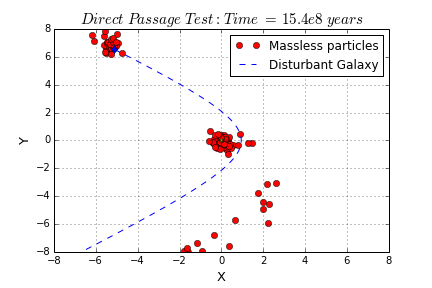 Direct Passage Test : Time = 15.4e8 years
Massless particles
Disturbant Galaxy
Y
8
6
4
2
0
−2
−4
−6
−8
−8 −6 −4 −2 0 2 4 6 8
X